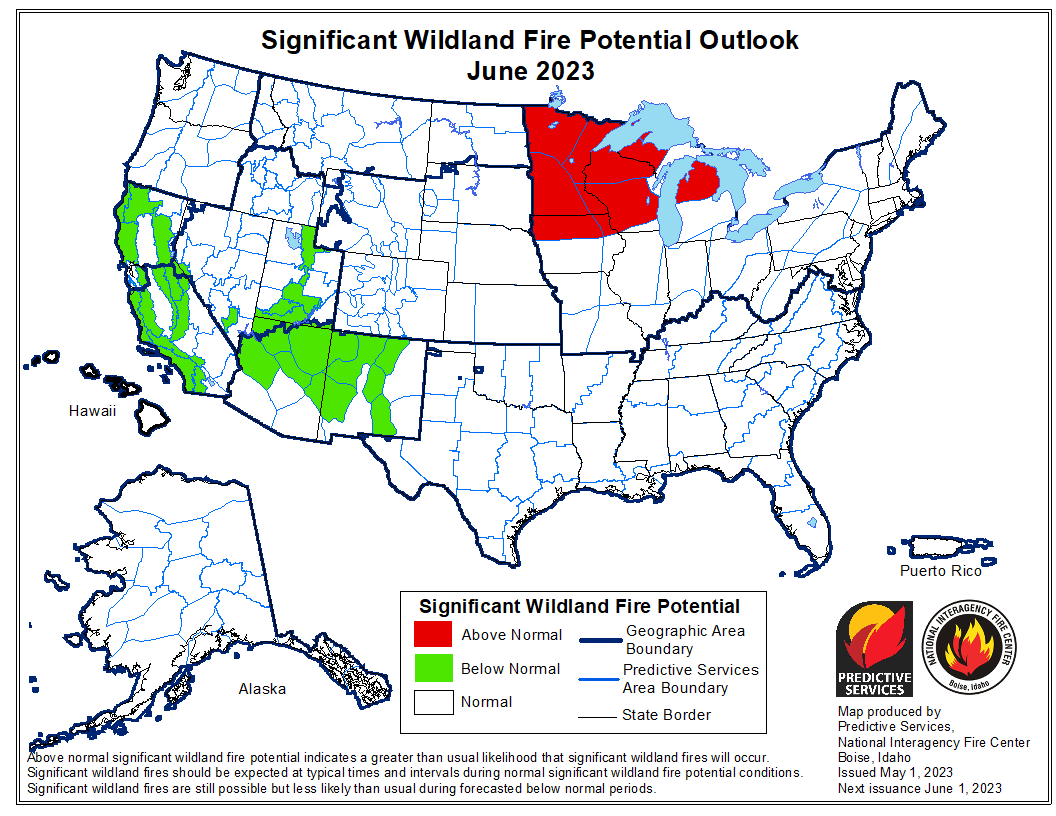 Significant Wildland Fire Potential Outlook
June 2023
Hawaii
Alaska
Puerto Rico
Significant Wildland Fire Potential
Above Normal
Below Normal
Normal
Geographic Area
Boundary
Predictive Services
Area Boundary
State Border
PREDICTIVE
SERVICES
NATIONAL INTERAGENCY FIRE CENTER
Boise, Idaho
Map produced by
Predictive Services,
National Interagency Fire Center
Boise, Idaho
Issued May 1, 2023
Next issuance June 1, 2023
Above normal significant wildland fire potential indicates a greater than usual likelihood that significant wildland fires will occur.
Significant wildland fires should be expected at typical times and intervals during normal significant wildland fire potential conditions.
Significant wildland fires are still possible but less likely than usual during forecasted below normal periods.